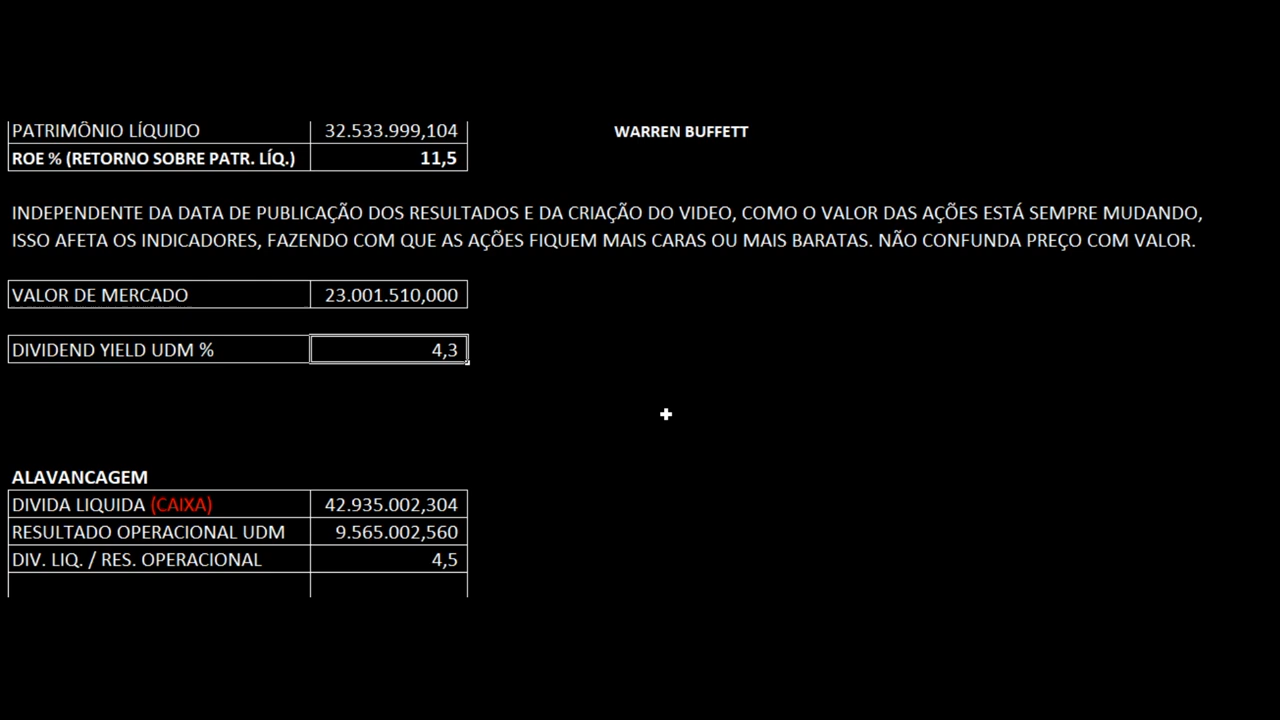 PATRIMÔNIO LÍQUIDO 32.533.999,104 WARREN BUFFETT
ROE % (RETORNO SOBRE PATR. LÍQ.) 11,5
INDEPENDENTE DA DATA DE PUBLICAÇÃO DOS RESULTADOS E DA CRIAÇÃO DO VIDEO, COMO O VALOR DAS AÇÕES ESTÁ SEMPRE MUDANDO,
ISSO AFETA OS INDICADORES, FAZENDO COM QUE AS AÇÕES FIQUEM MAIS CARAS OU MAIS BARATAS. NÃO CONFUNDA PREÇO COM VALOR.
VALOR DE MERCADO 23.001.510,000
DIVIDEND YIELD UDM % 4,3
ALAVANCAGEM
DIVIDA LIQUIDA (CAIXA) 42.935.002,304
RESULTADO OPERACIONAL UDM 9.565.002,560
DIV. LIQ. / RES. OPERACIONAL 4,5